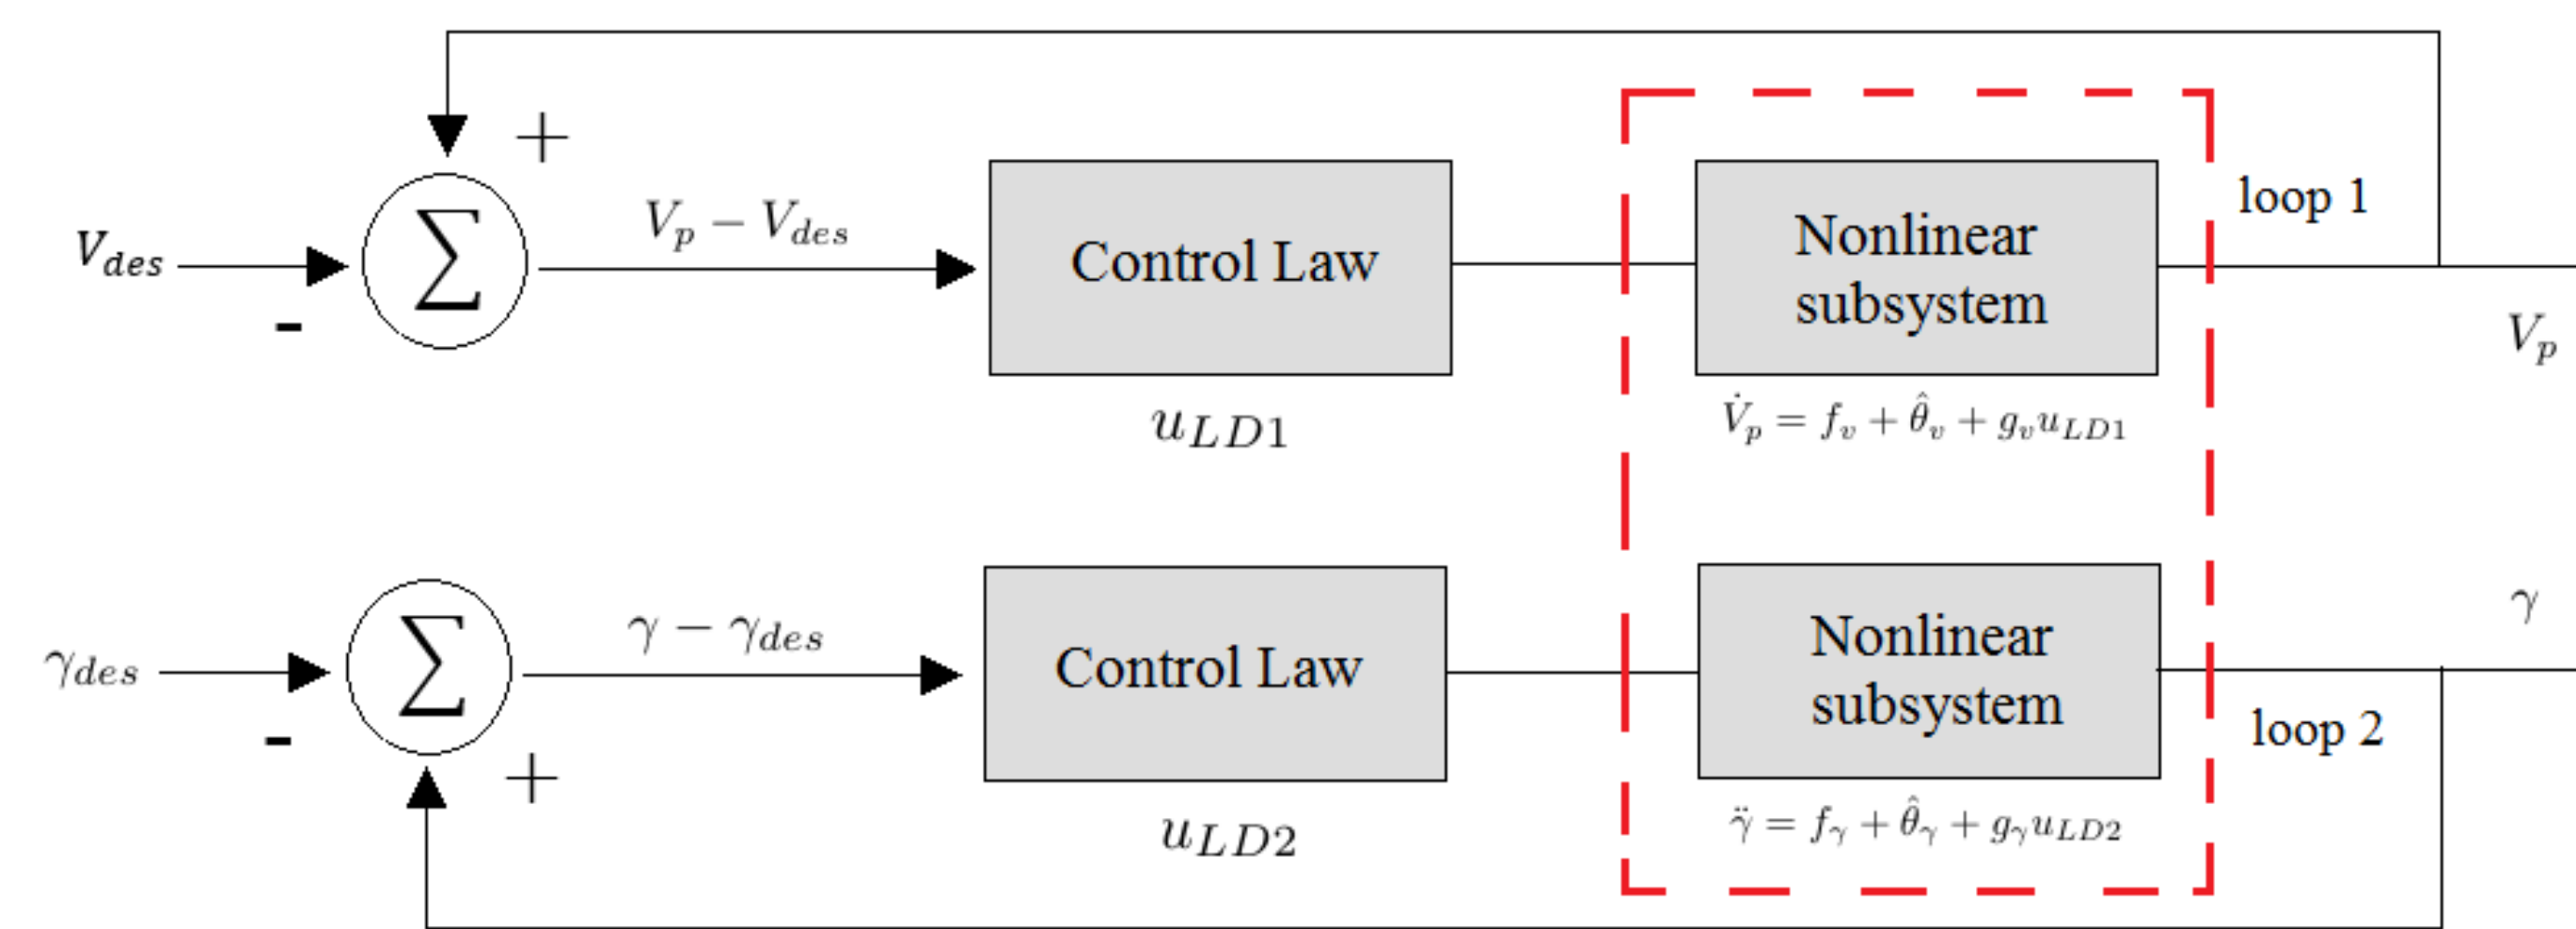 +
V_des
-
∑
V_p − V_des
Control Law
u_LD1
Nonlinear
subsystem
V̇_p = f_v + θ̂_v + g_v u_LD1
loop 1
V_p
γ_des
-
∑
+
γ − γ_des
Control Law
u_LD2
Nonlinear
subsystem
γ̈ = f_γ + θ̂_γ + g_γ u_LD2
γ
loop 2